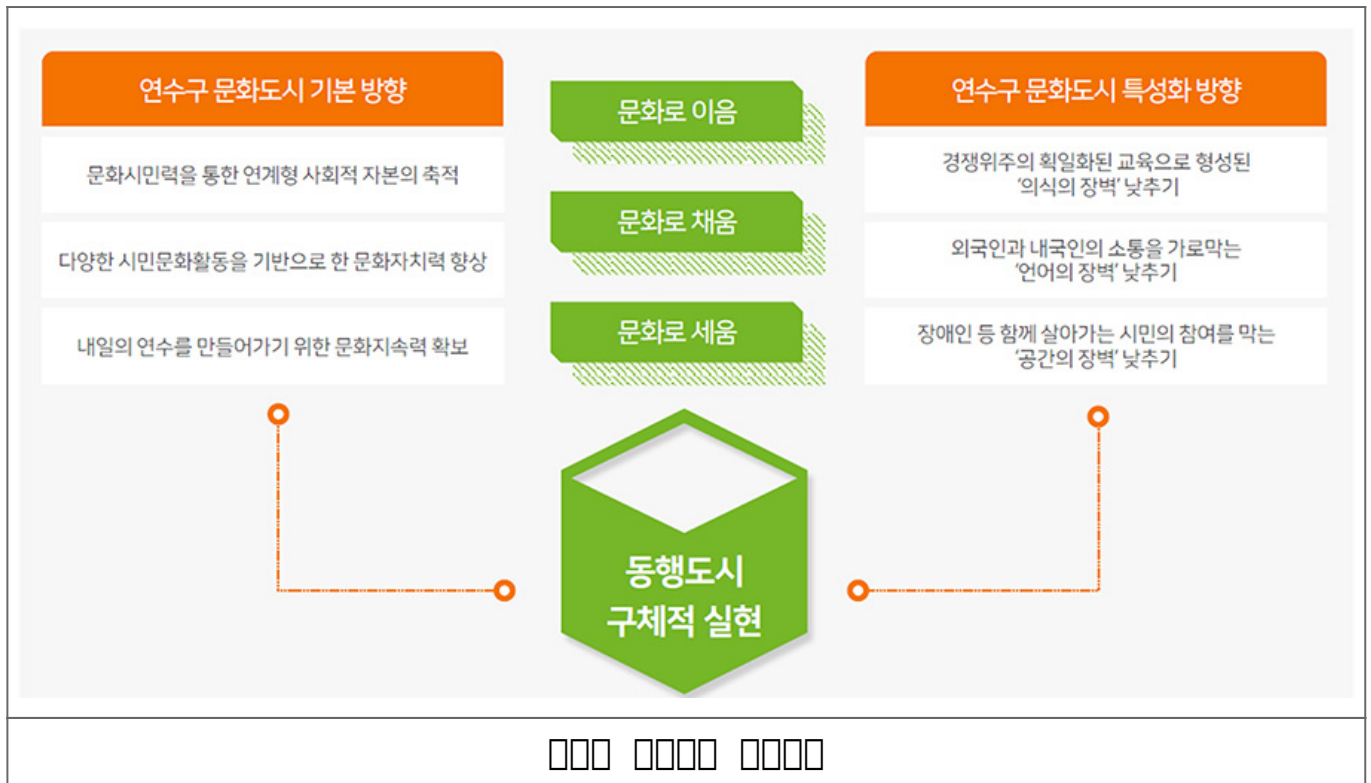 연수구 문화도시 기본 방향
문화시민력을 통한 연계형 사회적 자본의 축적
다양한 시민문화활동을 기반으로 한 문화자치력 향상
내일의 연수를 만들어가기 위한 문화지속력 확보
문화로 이음
문화로 채움
문화로 세움
연수구 문화도시 특성화 방향
경쟁위주의 획일화된 교육으로 형성된
‘의식의 장벽’ 낮추기
외국인과 내국인의 소통을 가로막는
‘언어의 장벽’ 낮추기
장애인 등 함께 살아가는 시민의 참여를 막는
‘공간의 장벽’ 낮추기
동행도시
구체적 실현